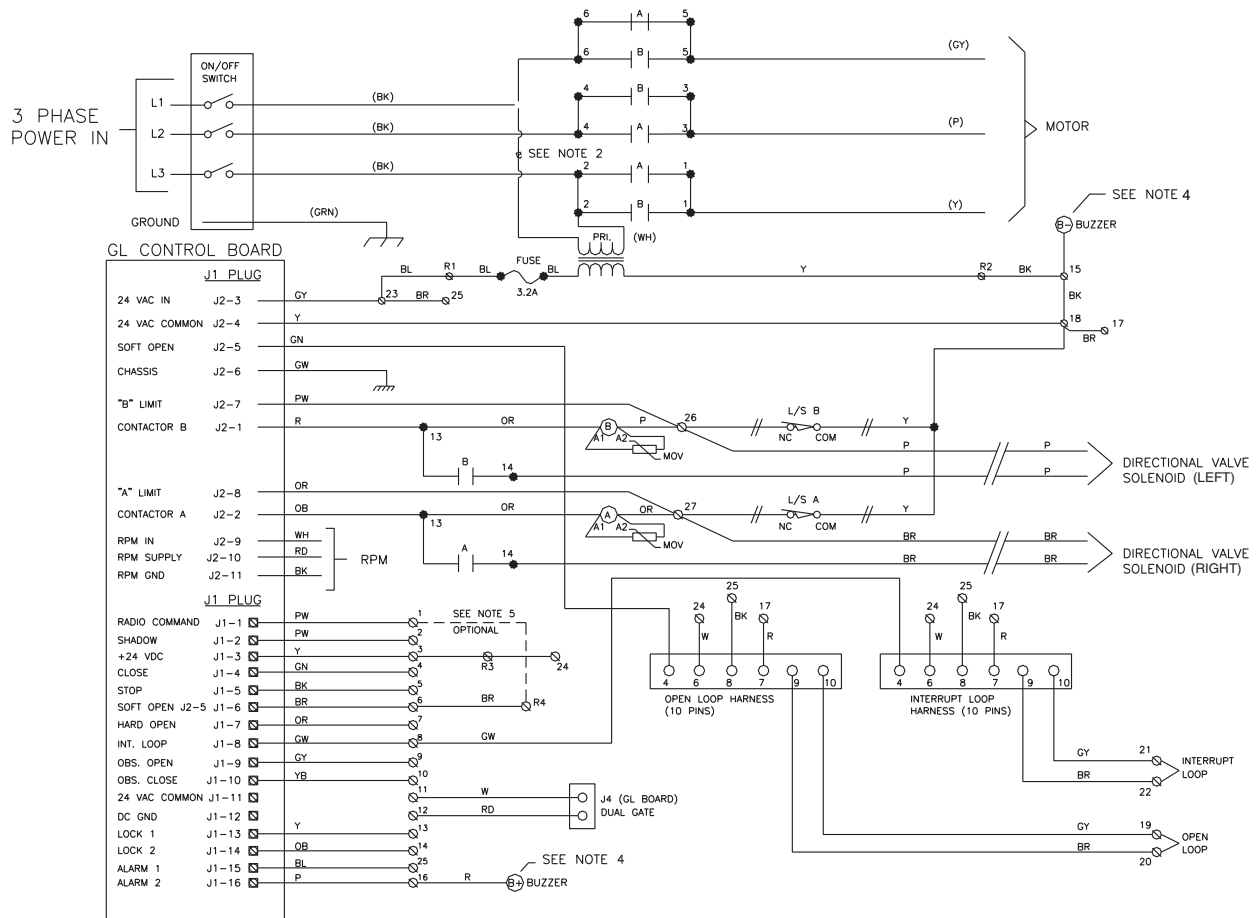 6 A 5
6 B 5 (GY)
ON/OFF
SWITCH
3 PHASE
POWER IN
L1 (BK) 4 B 3
L2 (BK) 4 A 3 (P) MOTOR
SEE NOTE 2
L3 (BK) 2 A 1
2 B 1 (Y)
SEE NOTE 4
B- BUZZER
GROUND (GRN)
PRI. (WH)
GL CONTROL BOARD
J1 PLUG
BL R1 BL FUSE BL Y R2 BK 15
3.2A
24 VAC IN J2-3 GY 23 BR 25 BK
24 VAC COMMON J2-4 Y 18 17
BR
SOFT OPEN J2-5 GN
CHASSIS J2-6 GW
"B" LIMIT J2-7 PW
CONTACTOR B J2-1 R 13 OR B P 26 L/S B Y
A1 A2 NC COM
MOV
P P
B 14 P P
DIRECTIONAL VALVE
SOLENOID (LEFT)
"A" LIMIT J2-8 OR
CONTACTOR A J2-2 OB 13 OR A OR 27 L/S A Y
A1 A2 NC COM
MOV
BR BR
A 14 BR BR
DIRECTIONAL VALVE
SOLENOID (RIGHT)
RPM IN J2-9 WH
RPM SUPPLY J2-10 RD RPM
RPM GND J2-11 BK
J1 PLUG
RADIO COMMAND J1-1 PW 1 SEE NOTE 5
OPTIONAL
SHADOW J1-2 PW 2
+24 VDC J1-3 Y 3 R3 24
CLOSE J1-4 GN 4
STOP J1-5 BK 5
SOFT OPEN J2-5 J1-6 BR 6 BR R4
HARD OPEN J1-7 OR 7
INT. LOOP J1-8 GW 8 GW
OBS. OPEN J1-9 GY 9
OBS. CLOSE J1-10 YB 10
24 VAC COMMON J1-11 11 W
DC GND J1-12 12 RD
J4 (GL BOARD)
DUAL GATE
LOCK 1 J1-13 Y 13
LOCK 2 J1-14 OB 14
ALARM 1 J1-15 BL 25
ALARM 2 J1-16 P 16 R B+ BUZZER
SEE NOTE 4
24 25 17
W BK R
4 6 8 7 9 10
OPEN LOOP HARNESS
(10 PINS)
24 25 17
W BK R
4 6 8 7 9 10
INTERRUPT LOOP
HARNESS (10 PINS)
GY 21
BR 22
INTERRUPT
LOOP
GY 19
BR 20
OPEN
LOOP